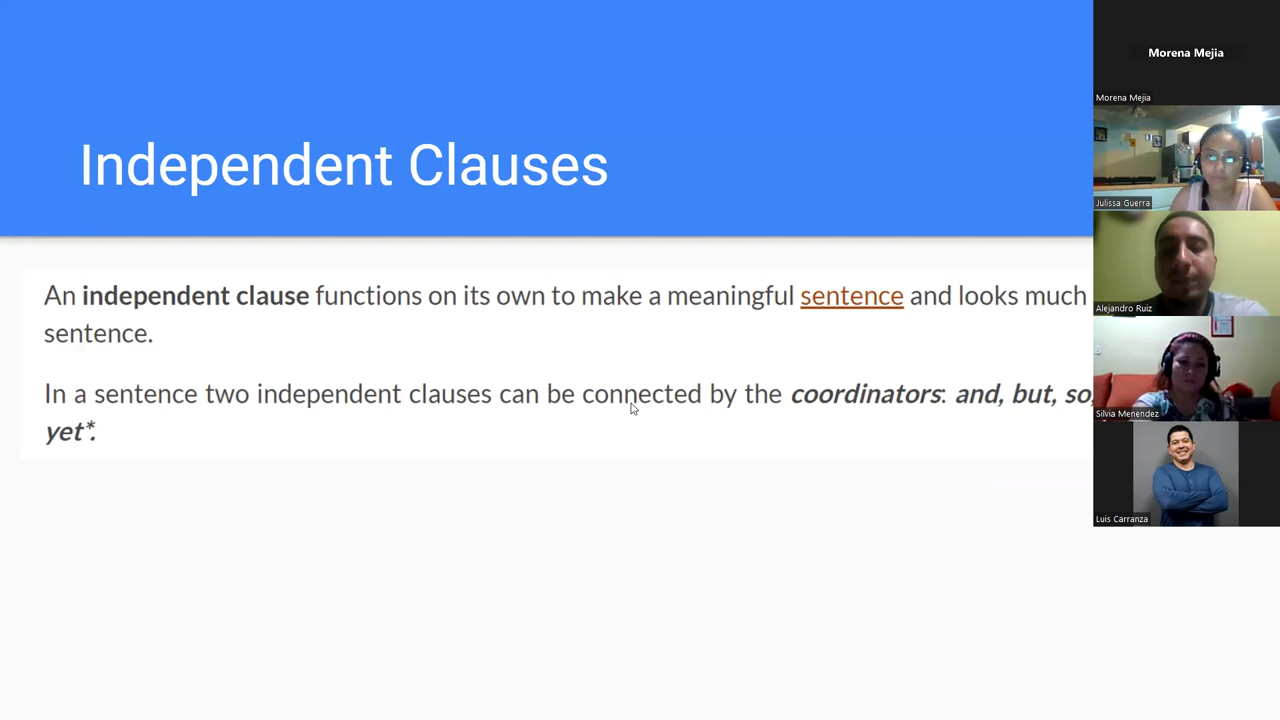 Independent Clauses
An independent clause functions on its own to make a meaningful sentence and looks much
sentence.
In a sentence two independent clauses can be connected by the coordinators: and, but, so,
yet*.
Morena Mejia
Morena Mejia
Julissa Guerra
Alejandro Ruiz
Silvia Menendez
Luis Carranza